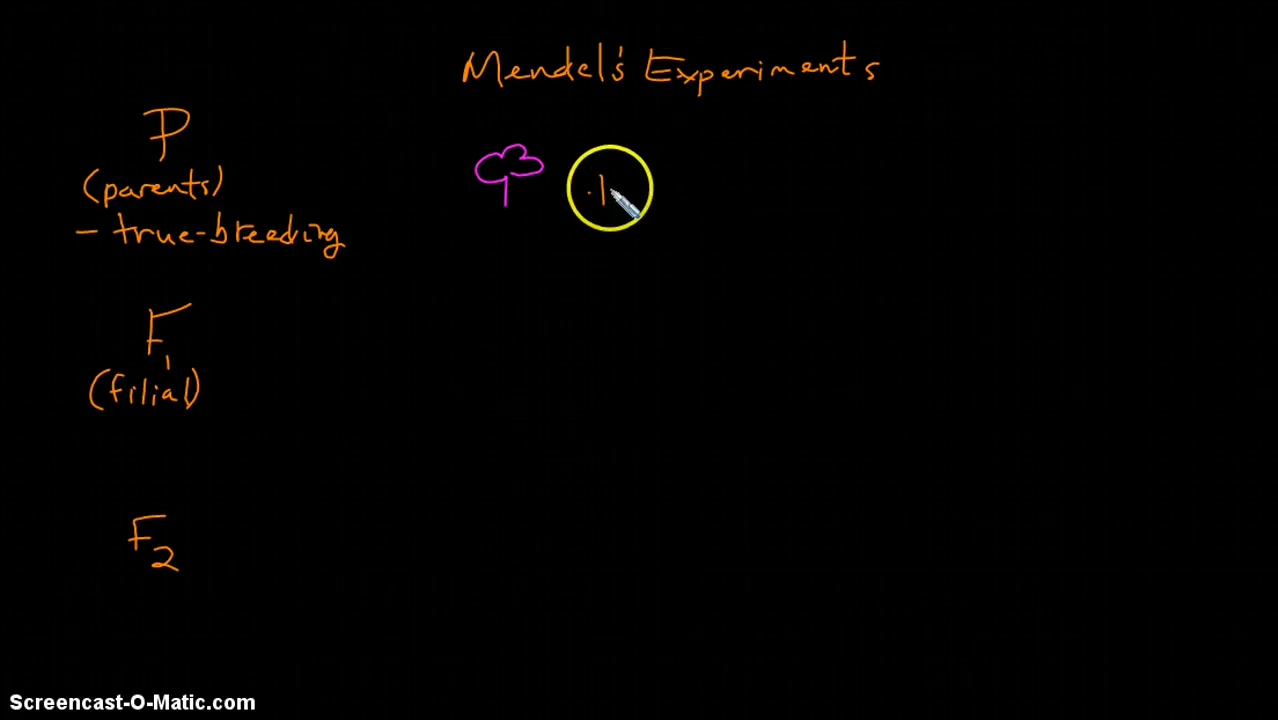 Mendel's Experiments
P
(parents)
- true-breeding
F1
(filial)
F2
Screencast-O-Matic.com